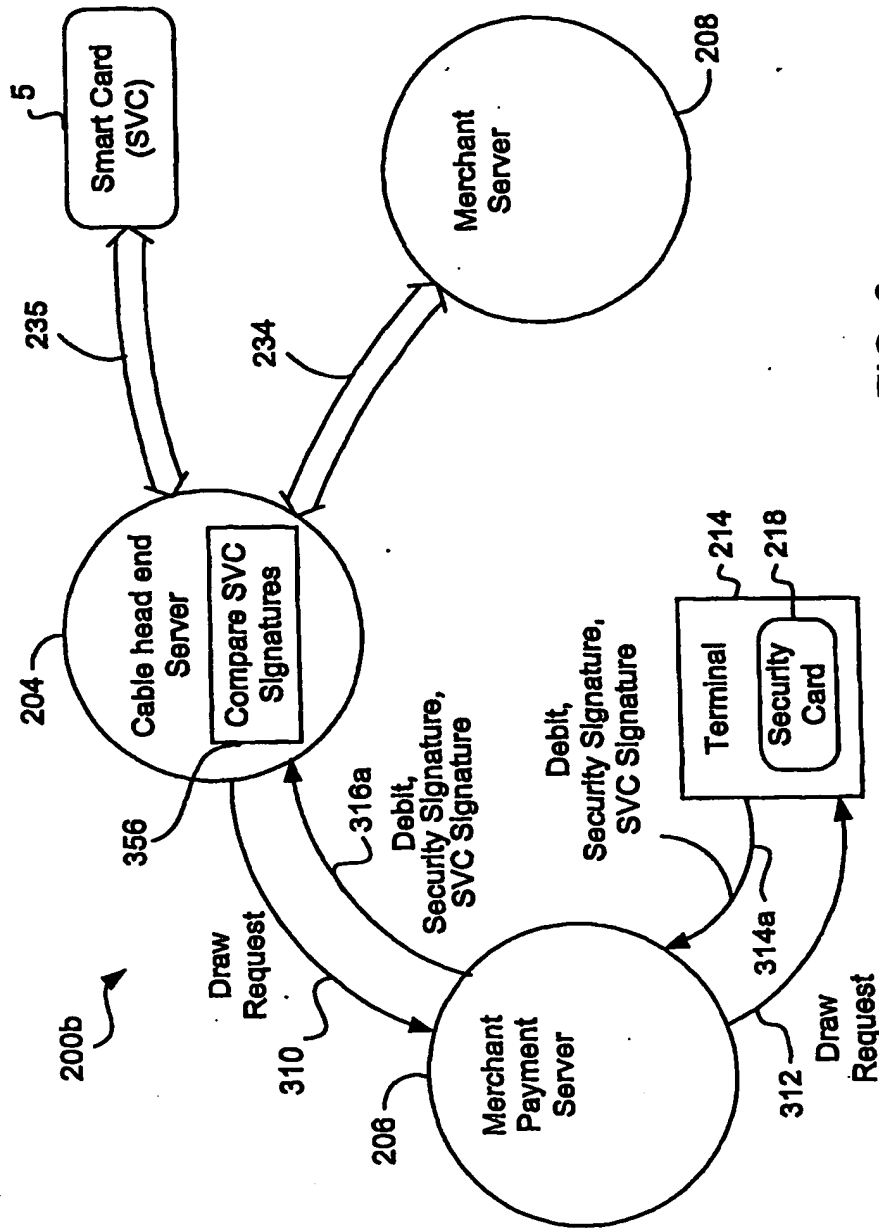 200b
204
Cable head end
Server
356
Compare SVC
Signatures
235
5
Smart Card
(SVC)
234
Merchant
Server
208
Draw
Request
310
316a
Debit,
Security Signature,
SVC Signature
206
Merchant
Payment
Server
Debit,
Security Signature,
SVC Signature
314a
312
Draw
Request
214
218
Terminal
Security
Card
FIG.